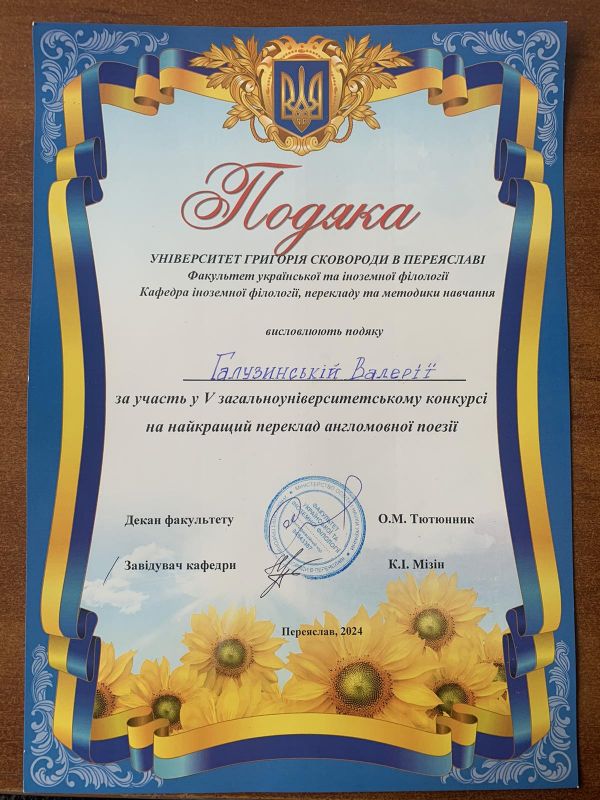 Подяка
УНІВЕРСИТЕТ ГРИГОРІЯ СКОВОРОДИ В ПЕРЕЯСЛАВІ
Факультет української та іноземної філології
Кафедра іноземної філології, перекладу та методики навчання
висловлюють подяку
Галузинській Валерії
за участь у V загальноуніверситетському конкурсі
на найкращий переклад англомовної поезії
Декан факультету О.М. Тютюнник
Завідувач кафедри К.І. Мізін
Переяслав, 2024